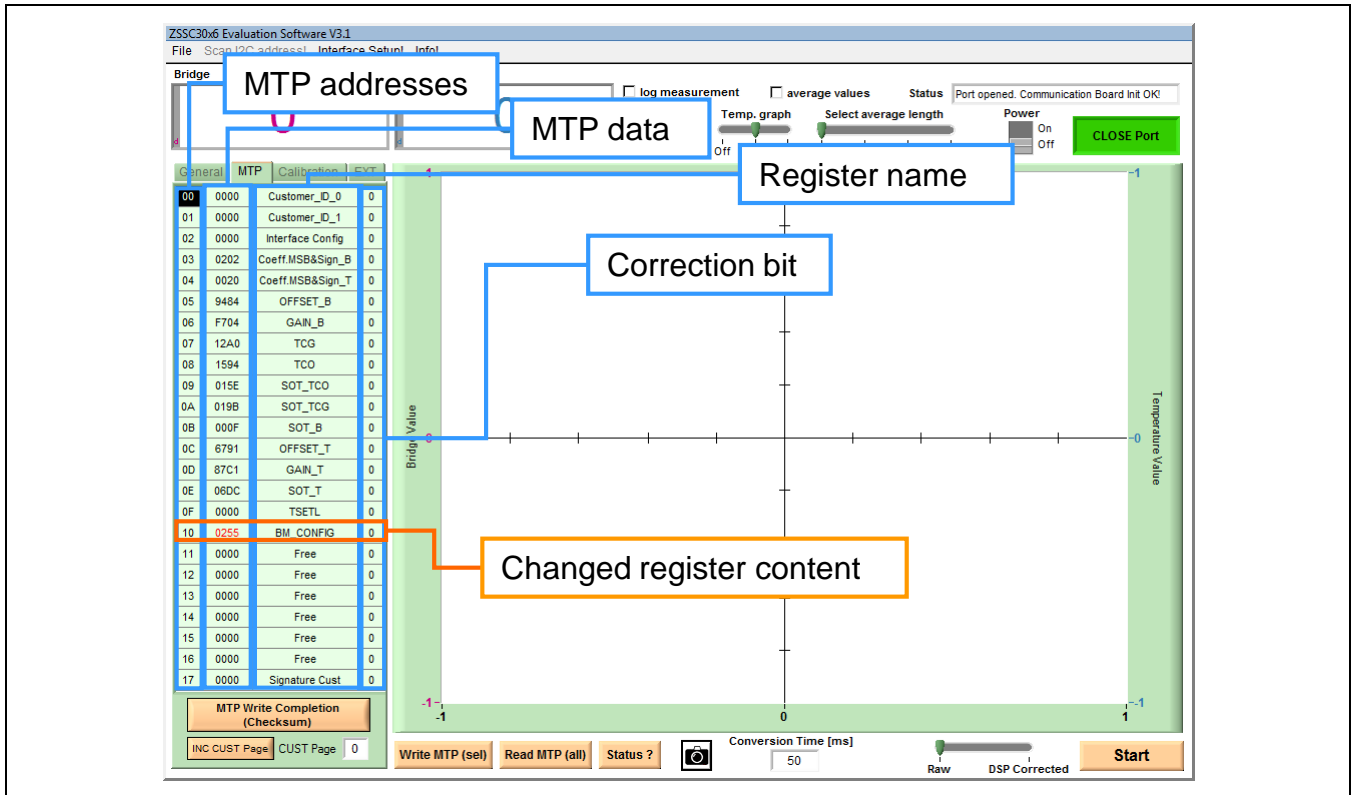 ZSSC30x6 Evaluation Software V3.1
File Scan I2C address! Interface Setup! Info!
Bridge
MTP addresses
log measurement average values Status Port opened. Communication Board Init OK!
MTP data
Temp. graph Select average length Power
On
Off
Off
CLOSE Port
Register name
General MTP Calibration EXT
00 0000 Customer_ID_0 0
01 0000 Customer_ID_1 0
02 0000 Interface Config 0
03 0202 Coeff.MSB&Sign_B 0
04 0020 Coeff.MSB&Sign_T 0
05 9484 OFFSET_B 0
06 F704 GAIN_B 0
07 12A0 TCG 0
08 1594 TCO 0
09 015E SOT_TCO 0
0A 019B SOT_TCG 0
0B 000F SOT_B 0
0C 6791 OFFSET_T 0
0D 87C1 GAIN_T 0
0E 06DC SOT_T 0
0F 0000 TSETL 0
10 0255 BM_CONFIG 0
11 0000 Free 0
12 0000 Free 0
13 0000 Free 0
14 0000 Free 0
15 0000 Free 0
16 0000 Free 0
17 0000 Signature Cust 0
Correction bit
Changed register content
1
-1
Bridge Value
0
-0
Temperature Value
-1
--1
-1 0 1
MTP Write Completion
(Checksum)
INC CUST Page CUST Page 0
Write MTP (sel) Read MTP (all) Status ?
Conversion Time [ms]
50
Raw DSP Corrected
Start